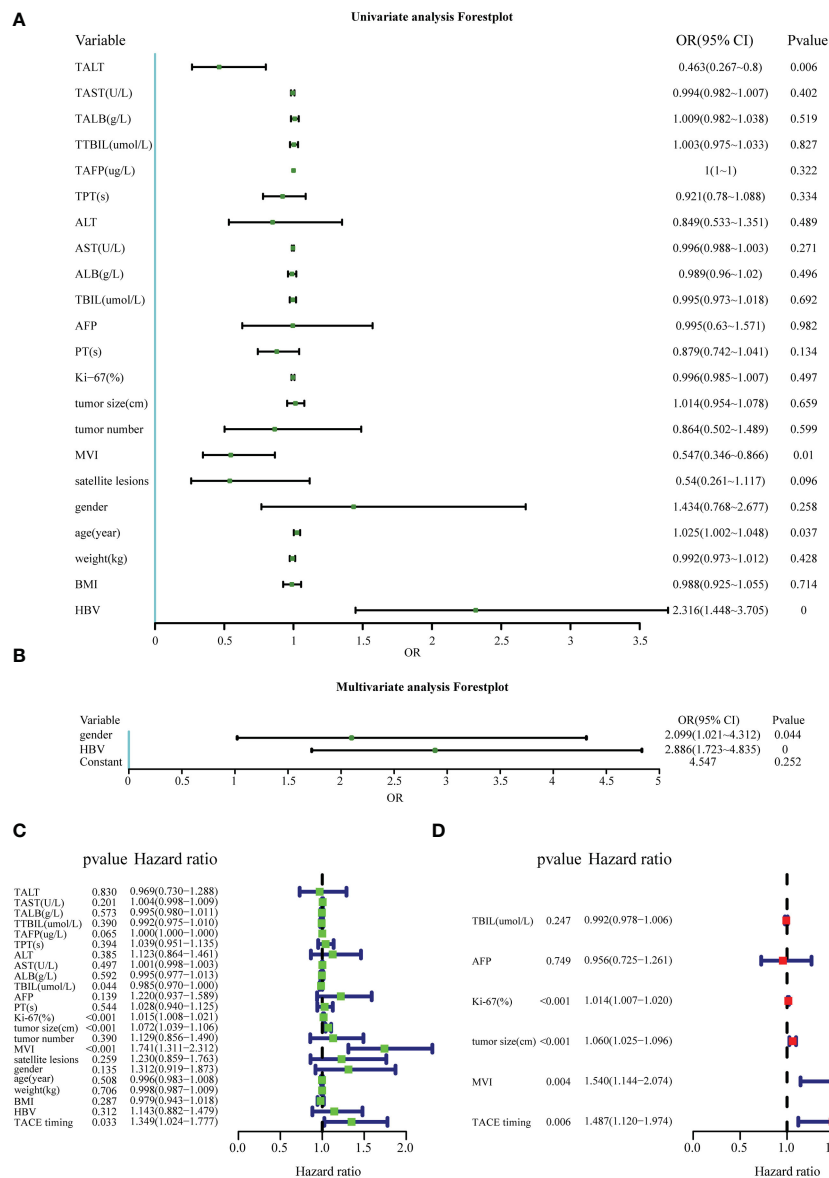 A
Univariate analysis Forestplot
Variable OR(95% CI) Pvalue
TALT 0.463(0.267~0.8) 0.006
TAST(U/L) 0.994(0.982~1.007) 0.402
TALB(g/L) 1.009(0.982~1.038) 0.519
TTBIL(umol/L) 1.003(0.975~1.033) 0.827
TAFP(ug/L) 1(1~1) 0.322
TPT(s) 0.921(0.78~1.088) 0.334
ALT 0.849(0.533~1.351) 0.489
AST(U/L) 0.996(0.988~1.003) 0.271
ALB(g/L) 0.989(0.96~1.02) 0.496
TBIL(umol/L) 0.995(0.973~1.018) 0.692
AFP 0.995(0.63~1.571) 0.982
PT(s) 0.879(0.742~1.041) 0.134
Ki−67(%) 0.996(0.985~1.007) 0.497
tumor size(cm) 1.014(0.954~1.078) 0.659
tumor number 0.864(0.502~1.489) 0.599
MVI 0.547(0.346~0.866) 0.01
satellite lesions 0.54(0.261~1.117) 0.096
gender 1.434(0.768~2.677) 0.258
age(year) 1.025(1.002~1.048) 0.037
weight(kg) 0.992(0.973~1.012) 0.428
BMI 0.988(0.925~1.055) 0.714
HBV 2.316(1.448~3.705) 0
0 0.5 1 1.5 2 2.5 3 3.5
OR
B
Multivariate analysis Forestplot
Variable OR(95% CI) Pvalue
gender 2.099(1.021~4.312) 0.044
HBV 2.886(1.723~4.835) 0
Constant 4.547 0.252
0 0.5 1 1.5 2 2.5 3 3.5 4 4.5 5
OR
C
pvalue Hazard ratio
TALT 0.830 0.969(0.730−1.288)
TAST(U/L) 0.201 1.004(0.998−1.009)
TALB(g/L) 0.573 0.995(0.980−1.011)
TTBIL(umol/L) 0.390 0.992(0.975−1.010)
TAFP(ug/L) 0.065 1.000(1.000−1.000)
TPT(s) 0.394 1.039(0.951−1.135)
ALT 0.385 1.123(0.864−1.461)
AST(U/L) 0.497 1.001(0.998−1.003)
ALB(g/L) 0.592 0.995(0.977−1.013)
TBIL(umol/L) 0.044 0.985(0.970−1.000)
AFP 0.139 1.220(0.937−1.589)
PT(s) 0.544 1.028(0.940−1.125)
Ki−67(%) <0.001 1.015(1.008−1.021)
tumor size(cm) <0.001 1.072(1.039−1.106)
tumor number 0.390 1.129(0.856−1.490)
MVI <0.001 1.741(1.311−2.312)
satellite lesions 0.259 1.230(0.859−1.763)
gender 0.135 1.312(0.919−1.873)
age(year) 0.508 0.996(0.983−1.008)
weight(kg) 0.706 0.998(0.987−1.009)
BMI 0.287 0.979(0.943−1.018)
HBV 0.312 1.143(0.882−1.479)
TACE timing 0.033 1.349(1.024−1.777)
0.0 0.5 1.0 1.5 2.0
Hazard ratio
D
pvalue Hazard ratio
TBIL(umol/L) 0.247 0.992(0.978−1.006)
AFP 0.749 0.956(0.725−1.261)
Ki−67(%) <0.001 1.014(1.007−1.020)
tumor size(cm) <0.001 1.060(1.025−1.096)
MVI 0.004 1.540(1.144−2.074)
TACE timing 0.006 1.487(1.120−1.974)
0.0 0.5 1.0
Hazard ratio